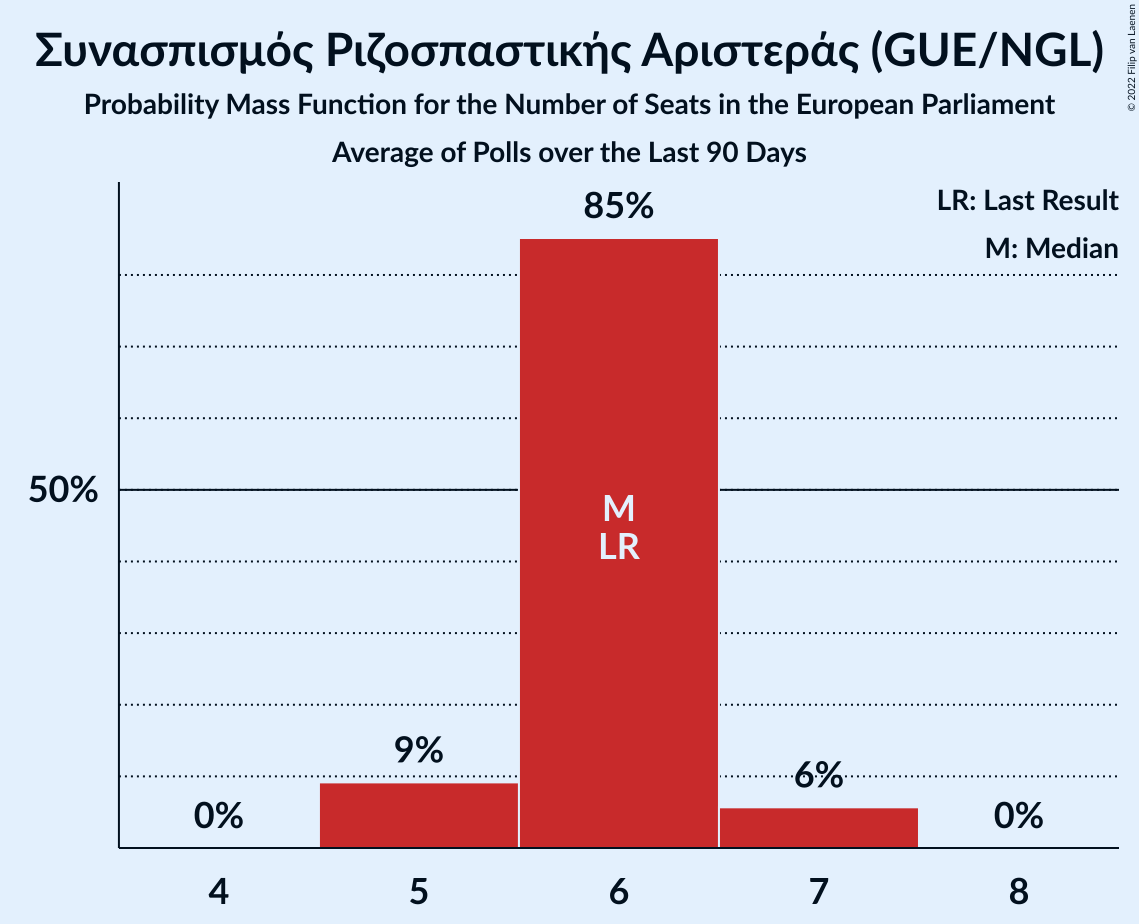 Συνασπισμός Ριζοσπαστικής Αριστεράς (GUE/NGL)
Probability Mass Function for the Number of Seats in the European Parliament
Average of Polls over the Last 90 Days
© 2022 Filip van Laenen
LR: Last Result
M: Median
85%
50%
M
LR
9%
6%
0%
0%
4
5
6
7
8